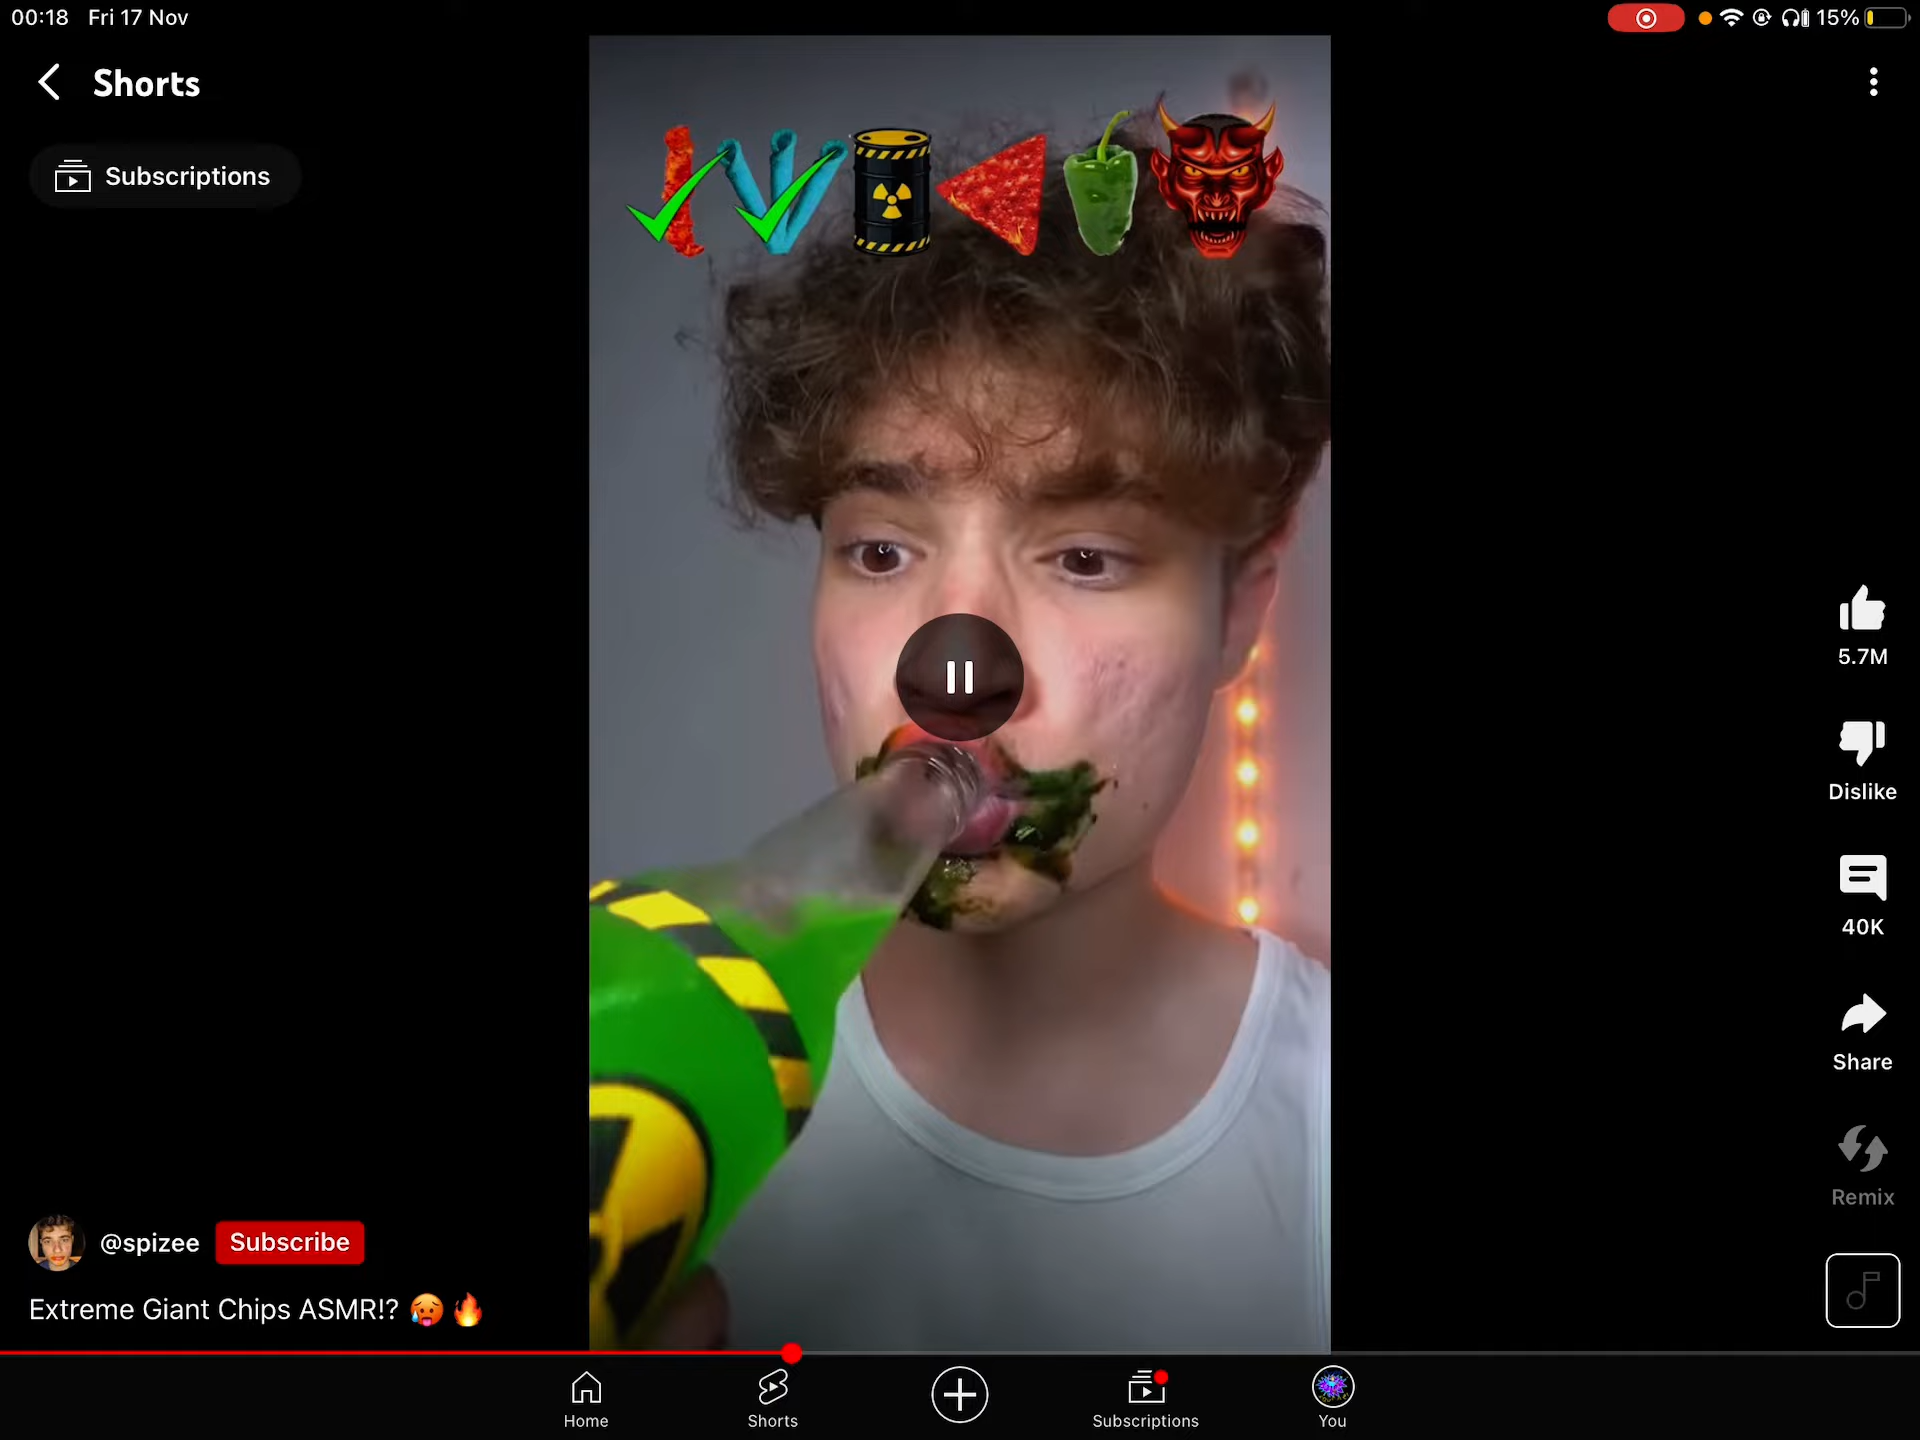 00:18 Fri 17 Nov
15%
Shorts
Subscriptions
5.7M
Dislike
40K
Share
Remix
@spizee Subscribe
Extreme Giant Chips ASMR!? 🥵🔥
Home Shorts Subscriptions You